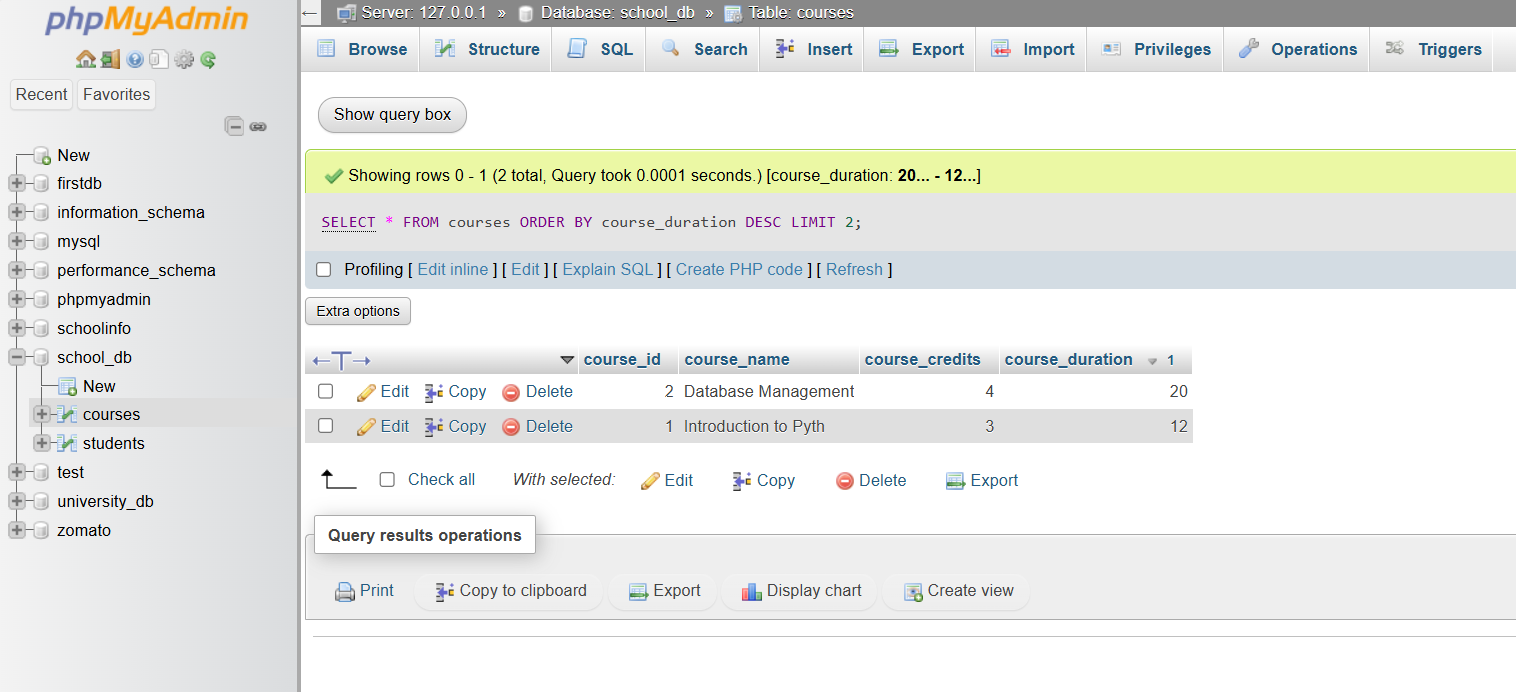 phpMyAdmin
Recent Favorites
New
firstdb
information_schema
mysql
performance_schema
phpmyadmin
schoolinfo
school_db
New
courses
students
test
university_db
zomato
Server: 127.0.0.1 » Database: school_db » Table: courses
Browse Structure SQL Search Insert Export Import Privileges Operations Triggers
Show query box
Showing rows 0 - 1 (2 total, Query took 0.0001 seconds.) [course_duration: 20... - 12...]
SELECT * FROM courses ORDER BY course_duration DESC LIMIT 2;
Profiling [ Edit inline ] [ Edit ] [ Explain SQL ] [ Create PHP code ] [ Refresh ]
Extra options
←T→ course_id course_name course_credits course_duration 1
Edit Copy Delete 2 Database Management 4 20
Edit Copy Delete 1 Introduction to Pyth 3 12
Check all With selected: Edit Copy Delete Export
Query results operations
Print Copy to clipboard Export Display chart Create view